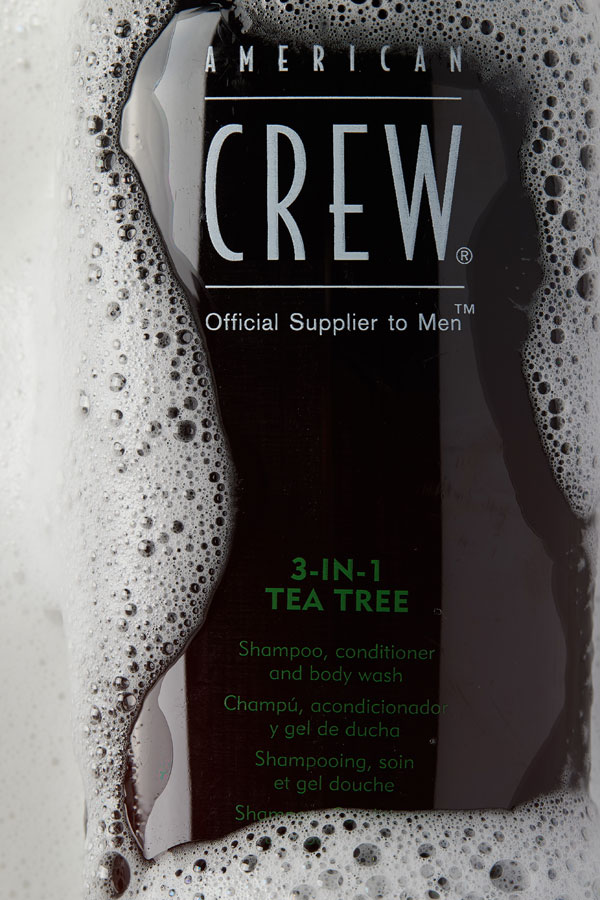 AMERICAN
CREW®
Official Supplier to Men™
3-IN-1
TEA TREE
Shampoo, conditioner
and body wash
Champú, acondicionador
y gel de ducha
Shampooing, soin
et gel douche